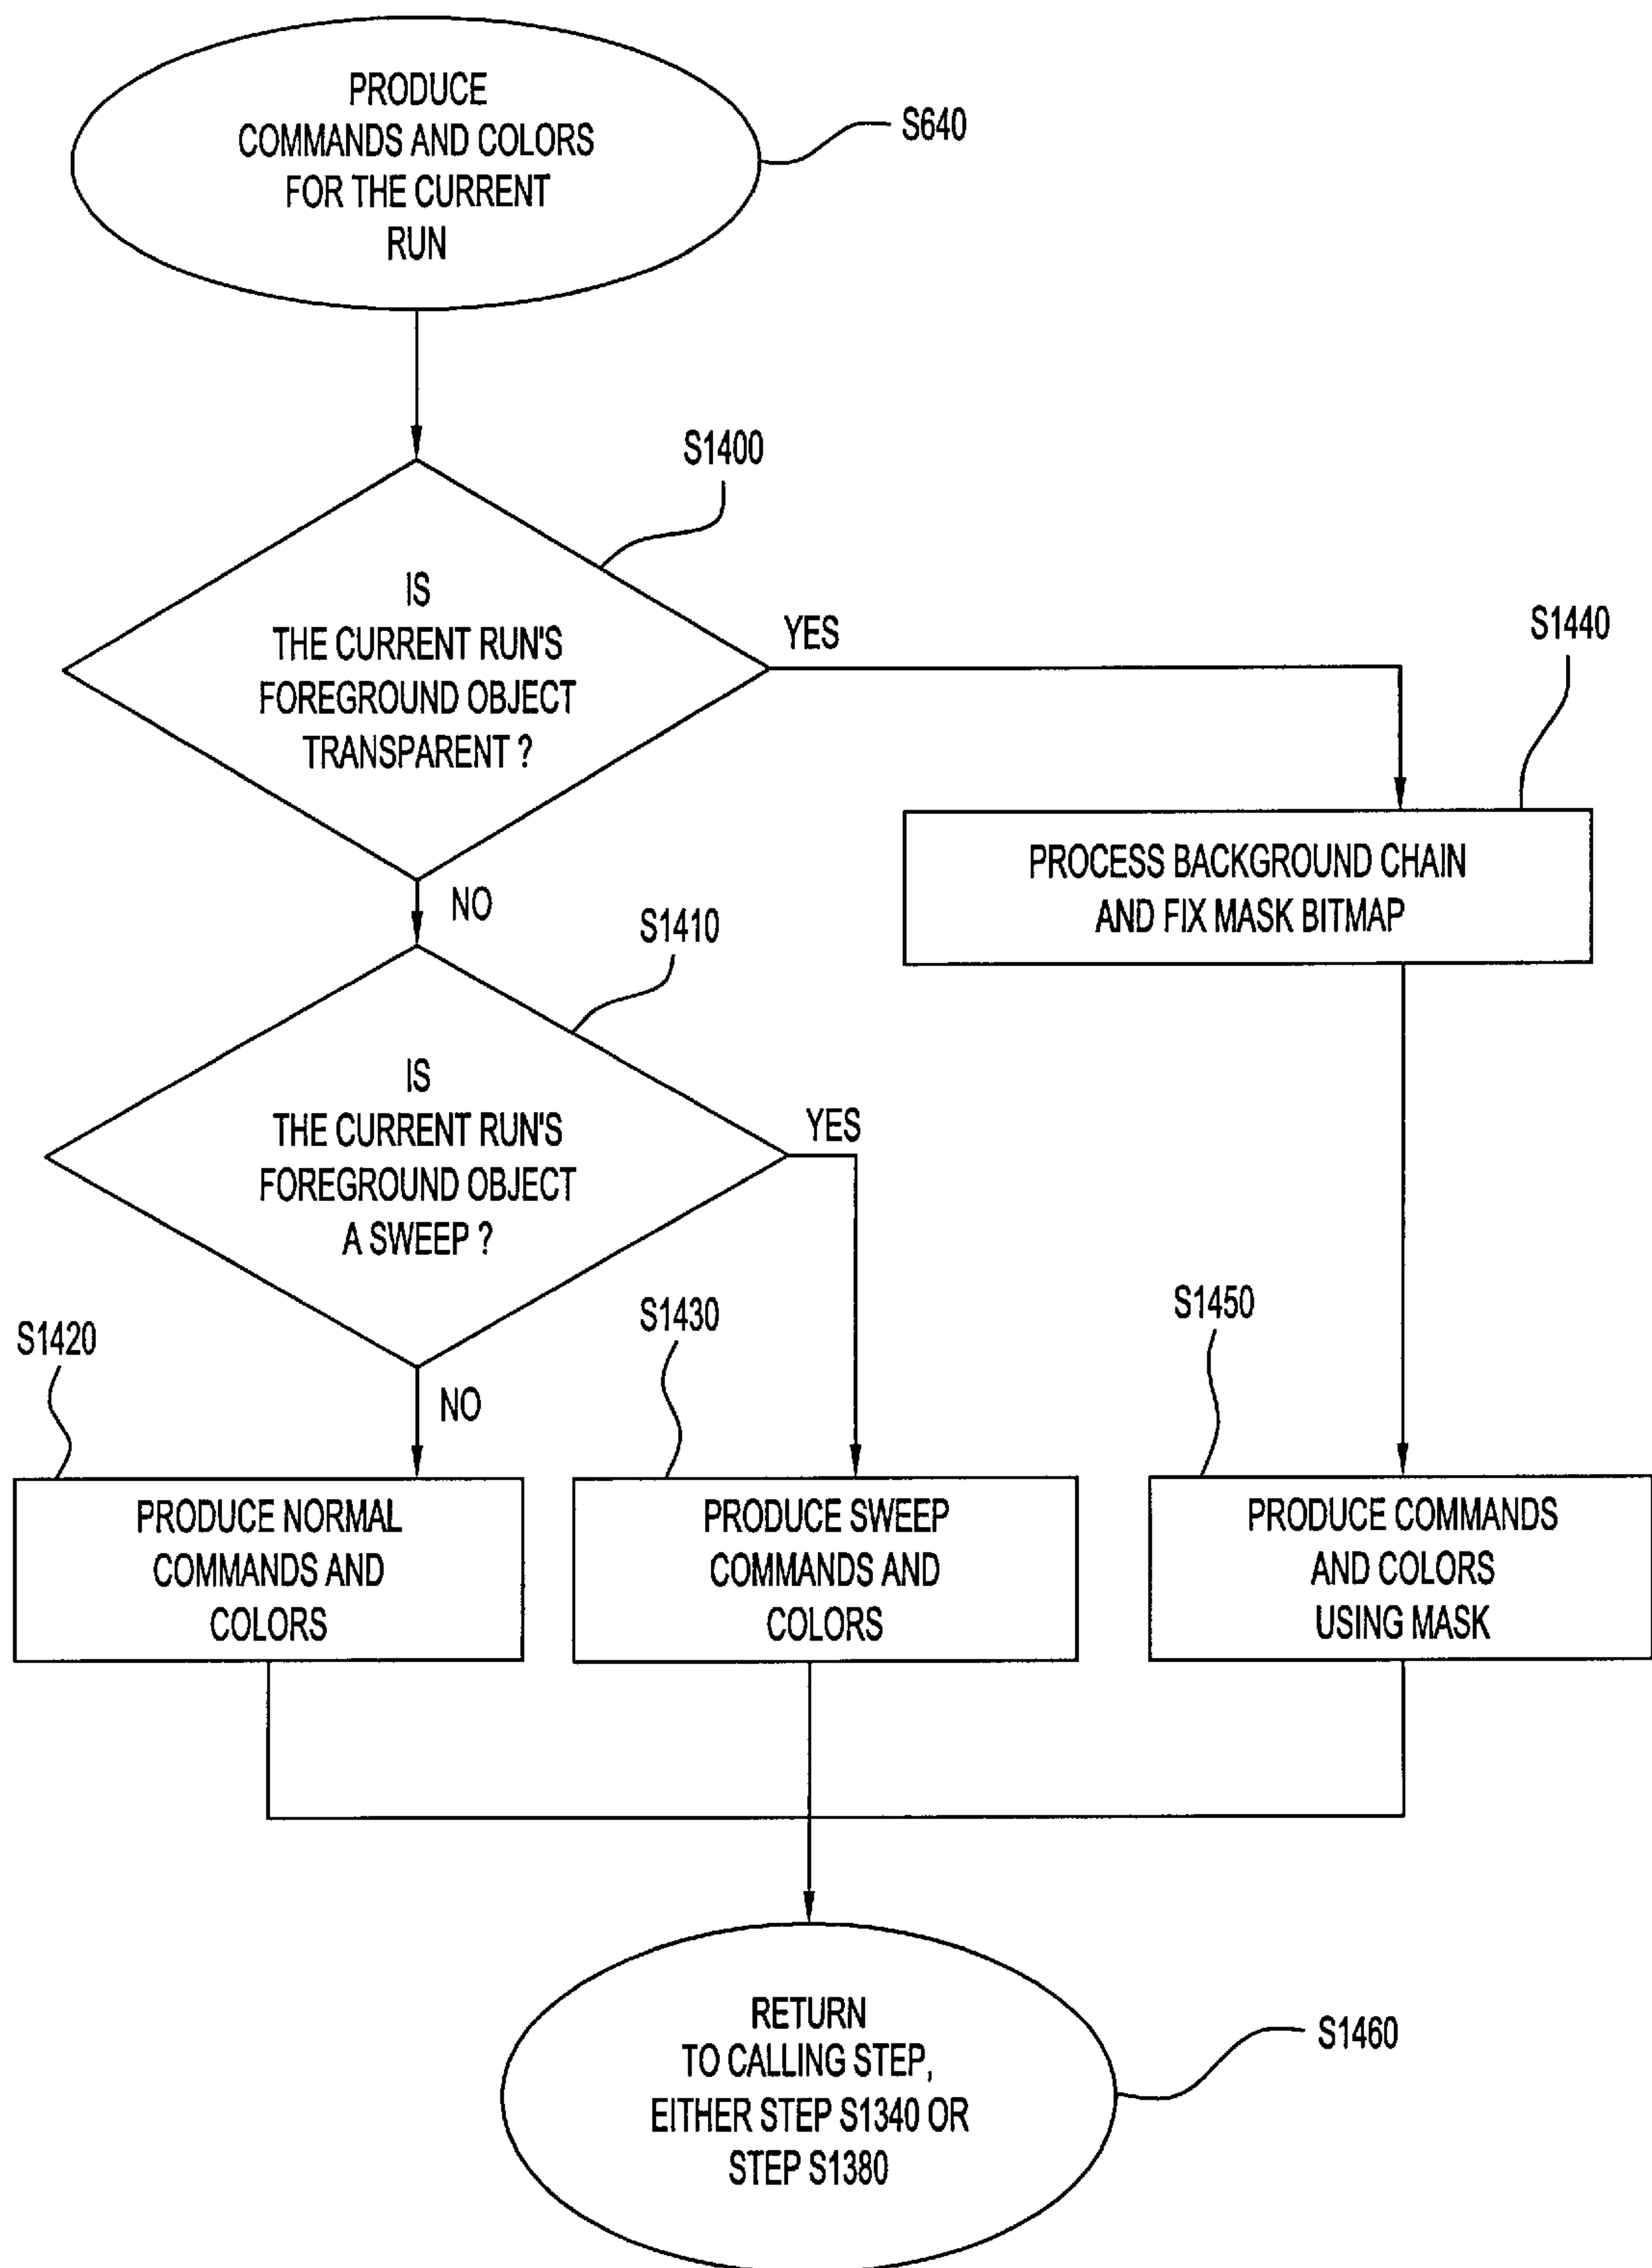 PRODUCE
COMMANDS AND COLORS
FOR THE CURRENT
RUN
S640
S1400
IS
THE CURRENT RUN'S
FOREGROUND OBJECT
TRANSPARENT ?
YES
S1440
PROCESS BACKGROUND CHAIN
AND FIX MASK BITMAP
NO
S1410
IS
THE CURRENT RUN'S
FOREGROUND OBJECT
A SWEEP ?
YES
S1420
NO
S1430
S1450
PRODUCE NORMAL
COMMANDS AND
COLORS
PRODUCE SWEEP
COMMANDS AND
COLORS
PRODUCE COMMANDS
AND COLORS
USING MASK
RETURN
TO CALLING STEP,
EITHER STEP S1340 OR
STEP S1380
S1460